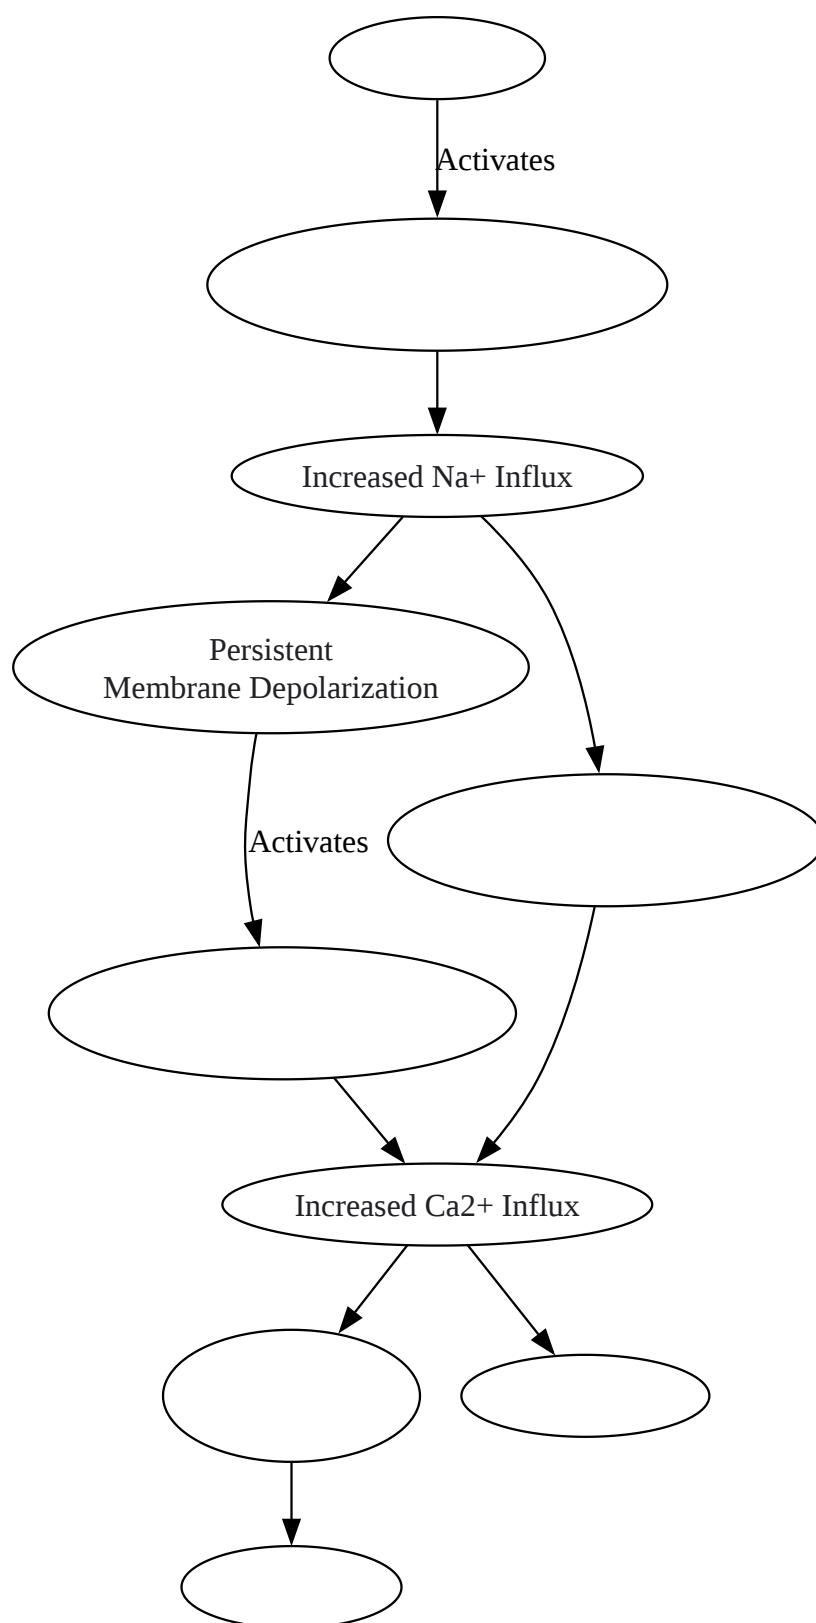 Activates
Increased Na+ Influx
Persistent
Membrane Depolarization
Activates
Increased Ca2+ Influx